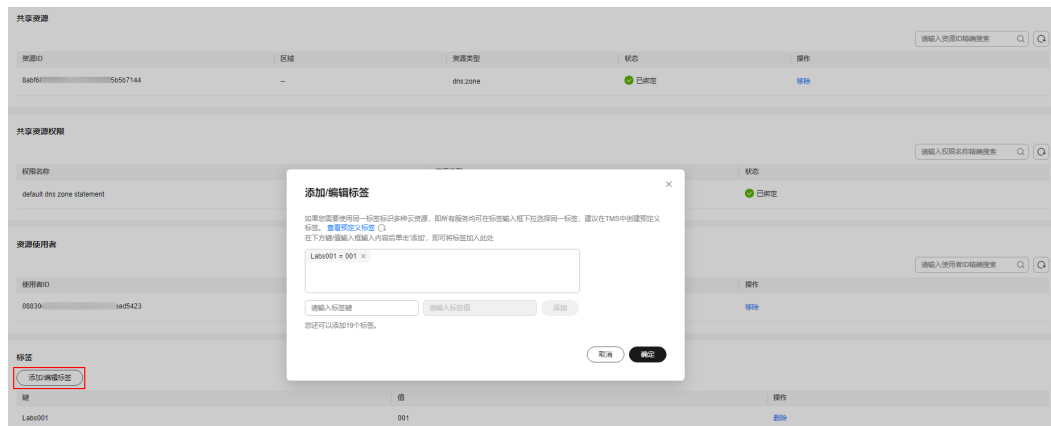 共享资源
请输入资源ID精确搜索
资源ID 区域 资源类型 状态 操作
8abf6 5b5b7144 -- dns:zone 已绑定 移除
共享资源权限
请输入权限名称精确搜索
权限名称 状态
default dns zone statement 已绑定
添加/编辑标签
如果您需要使用同一标签标识多种云资源，即所有服务均可在标签输入框下拉选择同一标签，建议在TMS中创建预定义
标签。 查看预定义标签
在下方键/值输入框输入内容后单击'添加'，即可将标签加入此处
Labs001 = 001 ×
请输入标签键 请输入标签值 添加
您还可以添加19个标签。
取消 确定
资源使用者
请输入使用者ID精确搜索
使用者ID 操作
08830 ad5423 移除
标签
添加/编辑标签
键 值 操作
Labs001 001 删除